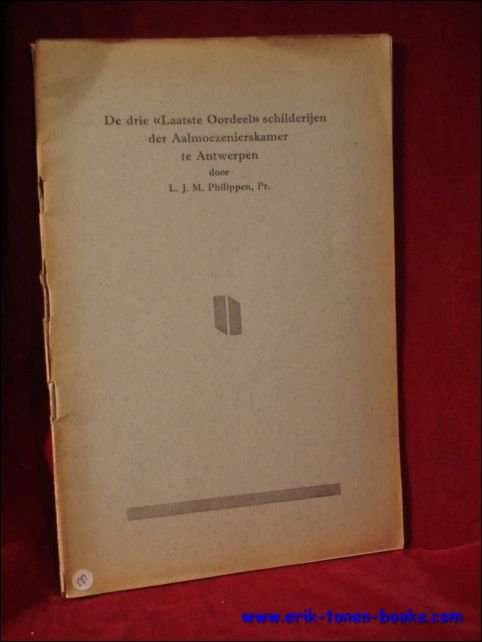 De drie «Laatste Oordeel» schilderijen
der Aalmoezenierskamer
te Antwerpen
door
L. J. M. Philippen, Pr.
www.erik-tonen-books.com